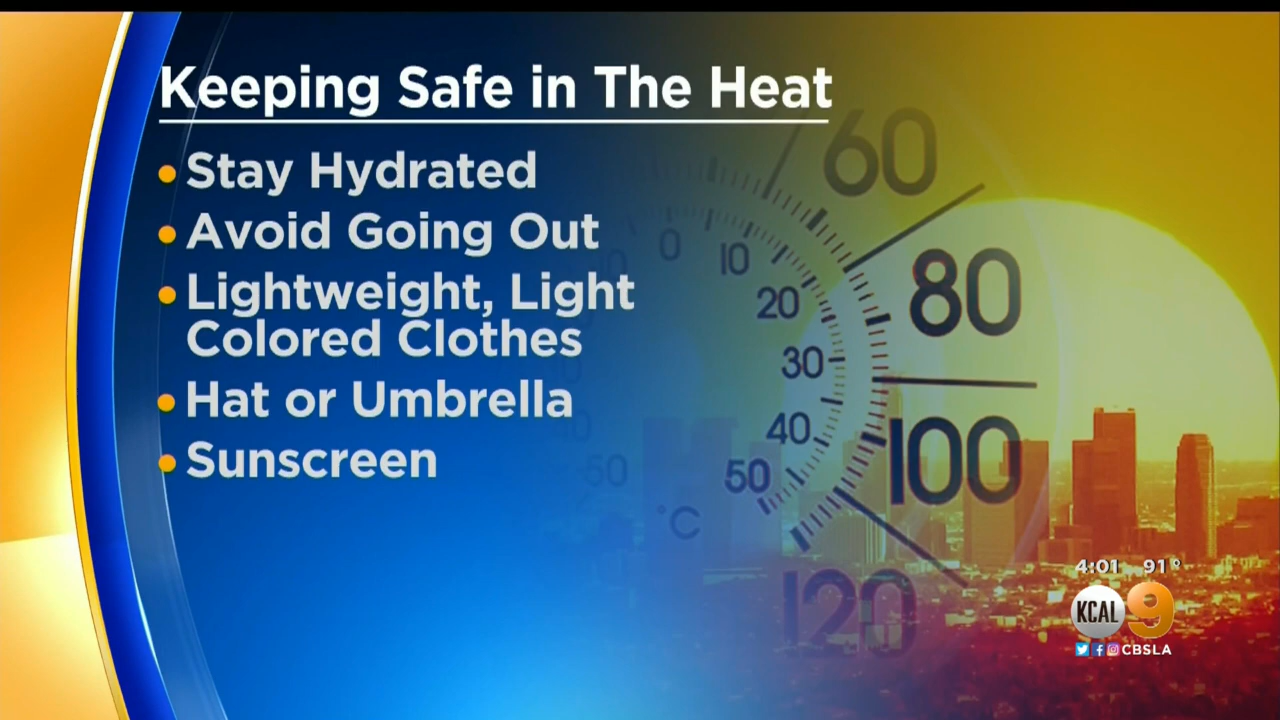 Keeping Safe in The Heat
Stay Hydrated
Avoid Going Out
Lightweight, Light
Colored Clothes
Hat or Umbrella
Sunscreen
60
80
100
120
0
10
20
30
40
50
50
°C
4:01 91°
KCAL 9
CBSLA